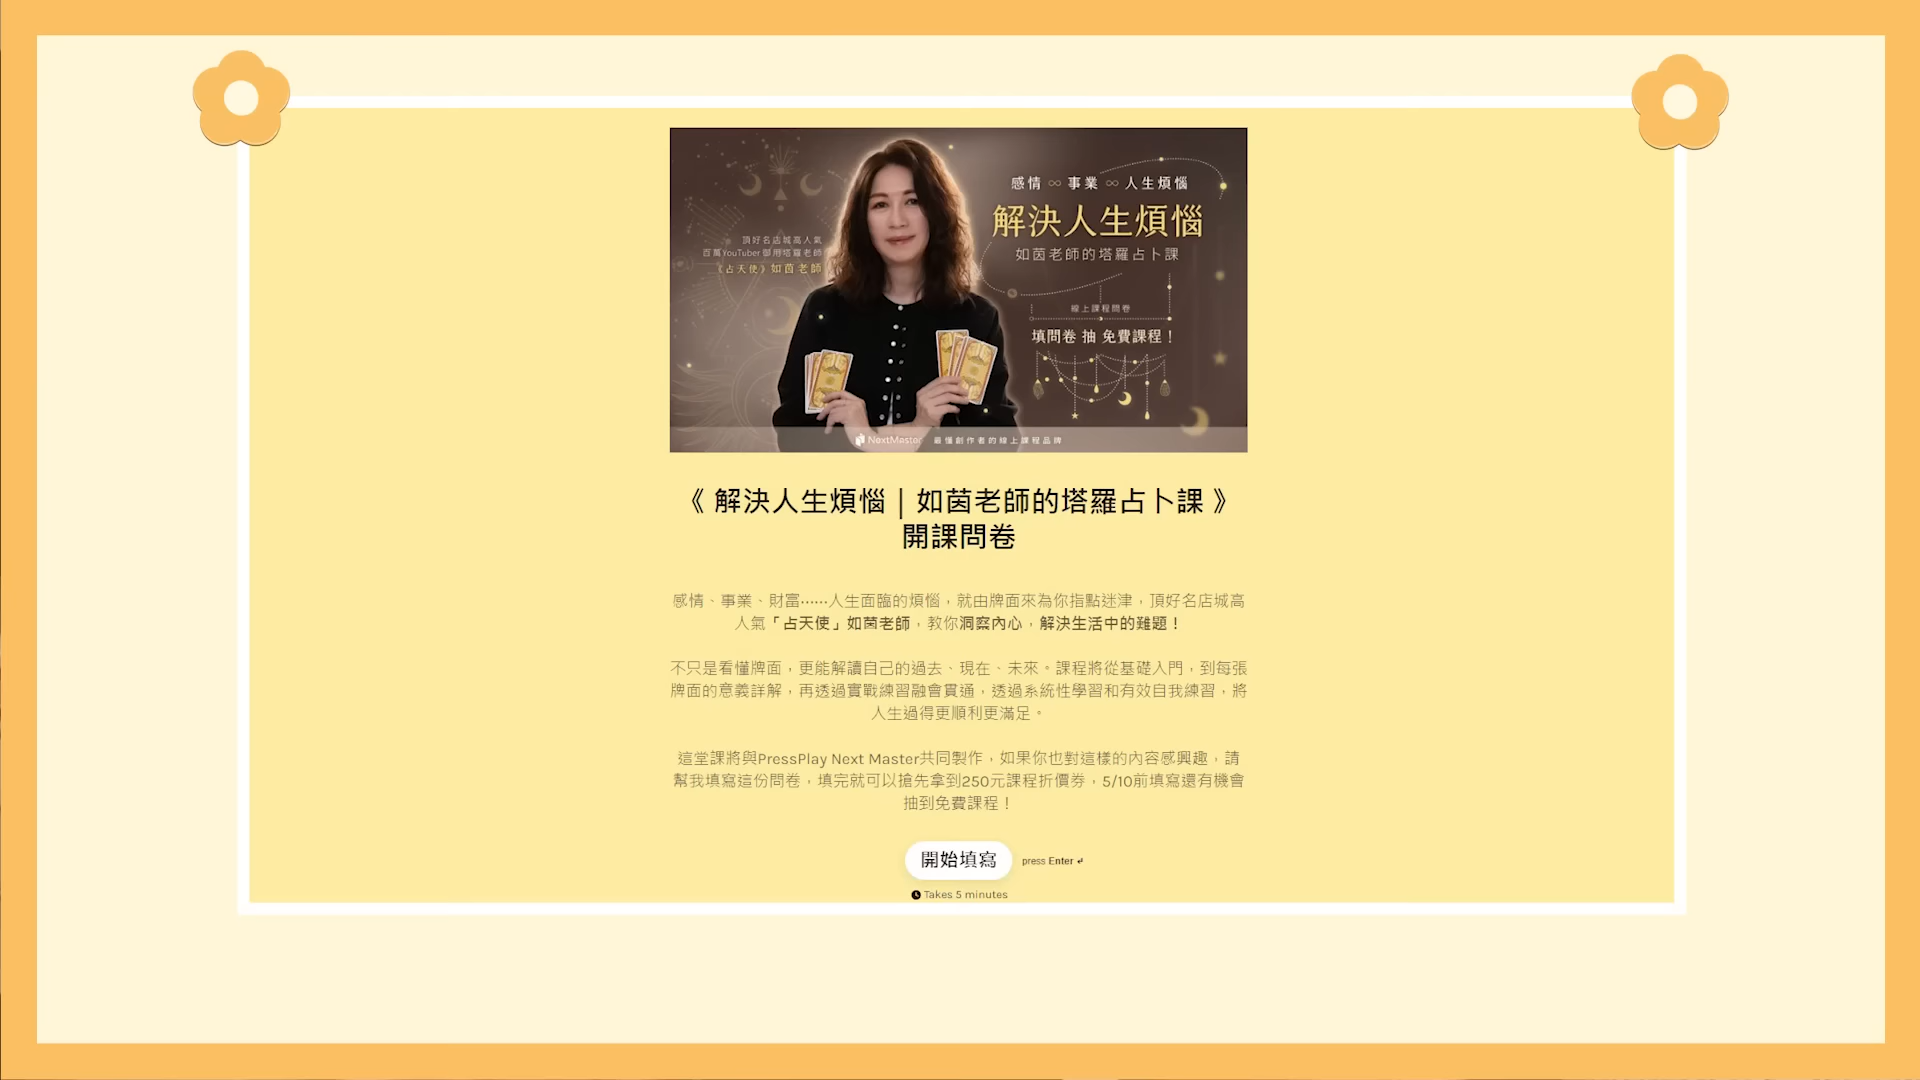 感情 ∞ 事業 ∞ 人生煩惱
解決人生煩惱
如茵老師的塔羅占卜課
頂好名店城高人氣
百萬YouTuber 御用塔羅老師
《占天使》如茵老師
線上課程問卷
填問卷 抽 免費課程！
NextMaster 最懂創作者的線上課程品牌
《 解決人生煩惱｜如茵老師的塔羅占卜課 》
開課問卷
感情、事業、財富⋯⋯人生面臨的煩惱，就由牌面來為你指點迷津，頂好名店城高
人氣「占天使」如茵老師，教你洞察內心，解決生活中的難題！
不只是看懂牌面，更能解讀自己的過去、現在、未來。課程將從基礎入門，到每張
牌面的意義詳解，再透過實戰練習融會貫通，透過系統性學習和有效自我練習，將
人生過得更順利更滿足。
這堂課將與PressPlay Next Master共同製作，如果你也對這樣的內容感興趣，請
幫我填寫這份問卷，填完就可以搶先拿到250元課程折價券，5/10前填寫還有機會
抽到免費課程！
開始填寫 press Enter ↵
Takes 5 minutes